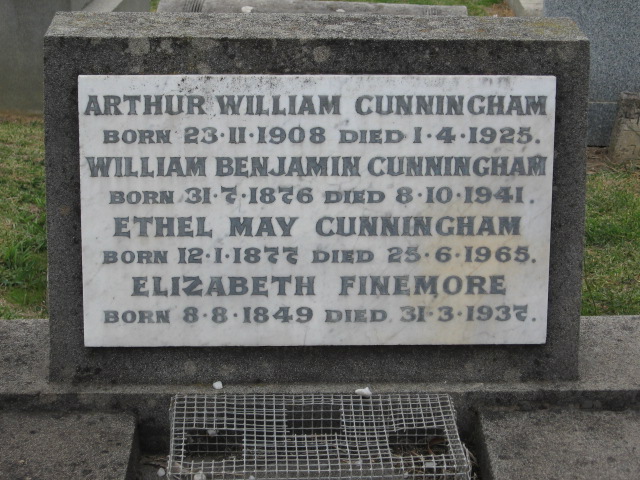 ARTHUR WILLIAM CUNNINGHAM
BORN 23·11·1908 DIED 1·4·1925.
WILLIAM BENJAMIN CUNNINGHAM
BORN 31·7·1876 DIED 8·10·1941.
ETHEL MAY CUNNINGHAM
BORN 12·1·1877 DIED 25·6·1965.
ELIZABETH FINEMORE
BORN 8·8·1849 DIED 31·3·1937.